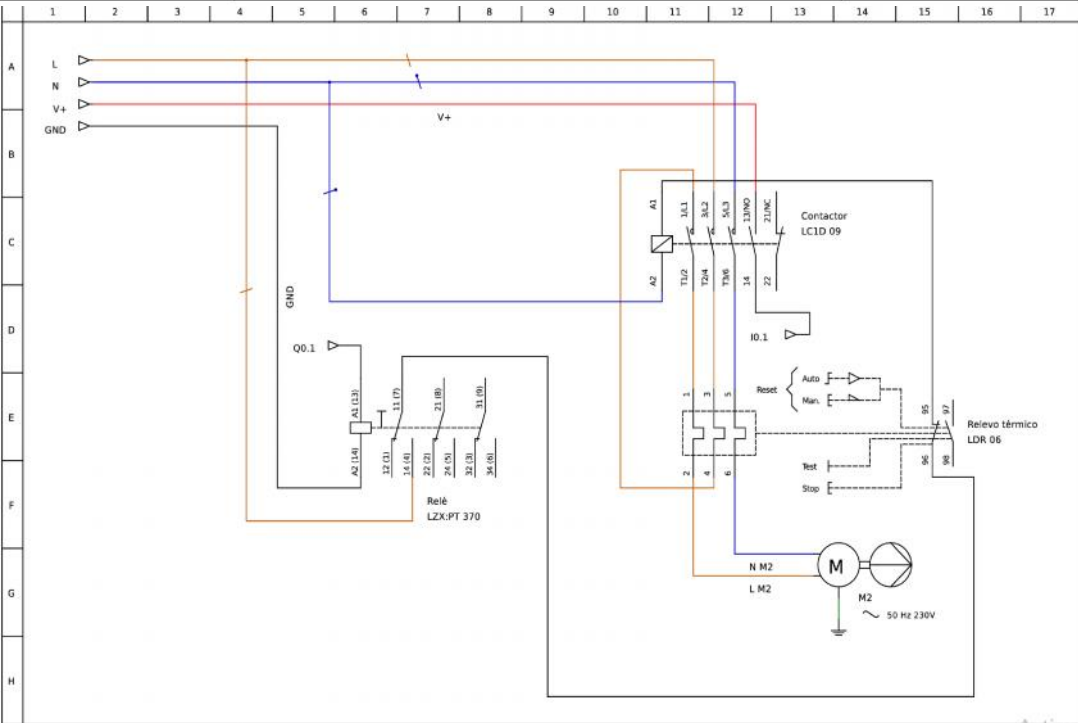 1 2 3 4 5 6 7 8 9 10 11 12 13 14 15 16 17
A
L
N
V+
V+
GND
B
C
A1
1/L1
3/L2
5/L3
13/NO
21/NC
Contactor
LC1D 09
A2
T1/2
T2/4
T3/6
14
22
D
GND
Q0.1
I0.1
E
A1 (13)
11 (7)
21 (8)
31 (9)
1
3
5
Reset
Auto
Man.
95
97
Relevo térmico
LDR 06
A2 (14)
12 (1)
14 (4)
22 (2)
24 (5)
32 (3)
34 (6)
2
4
6
Test
Stop
96
98
F
Relè
LZX:PT 370
G
N M2
L M2
M
M2
50 Hz 230V
H